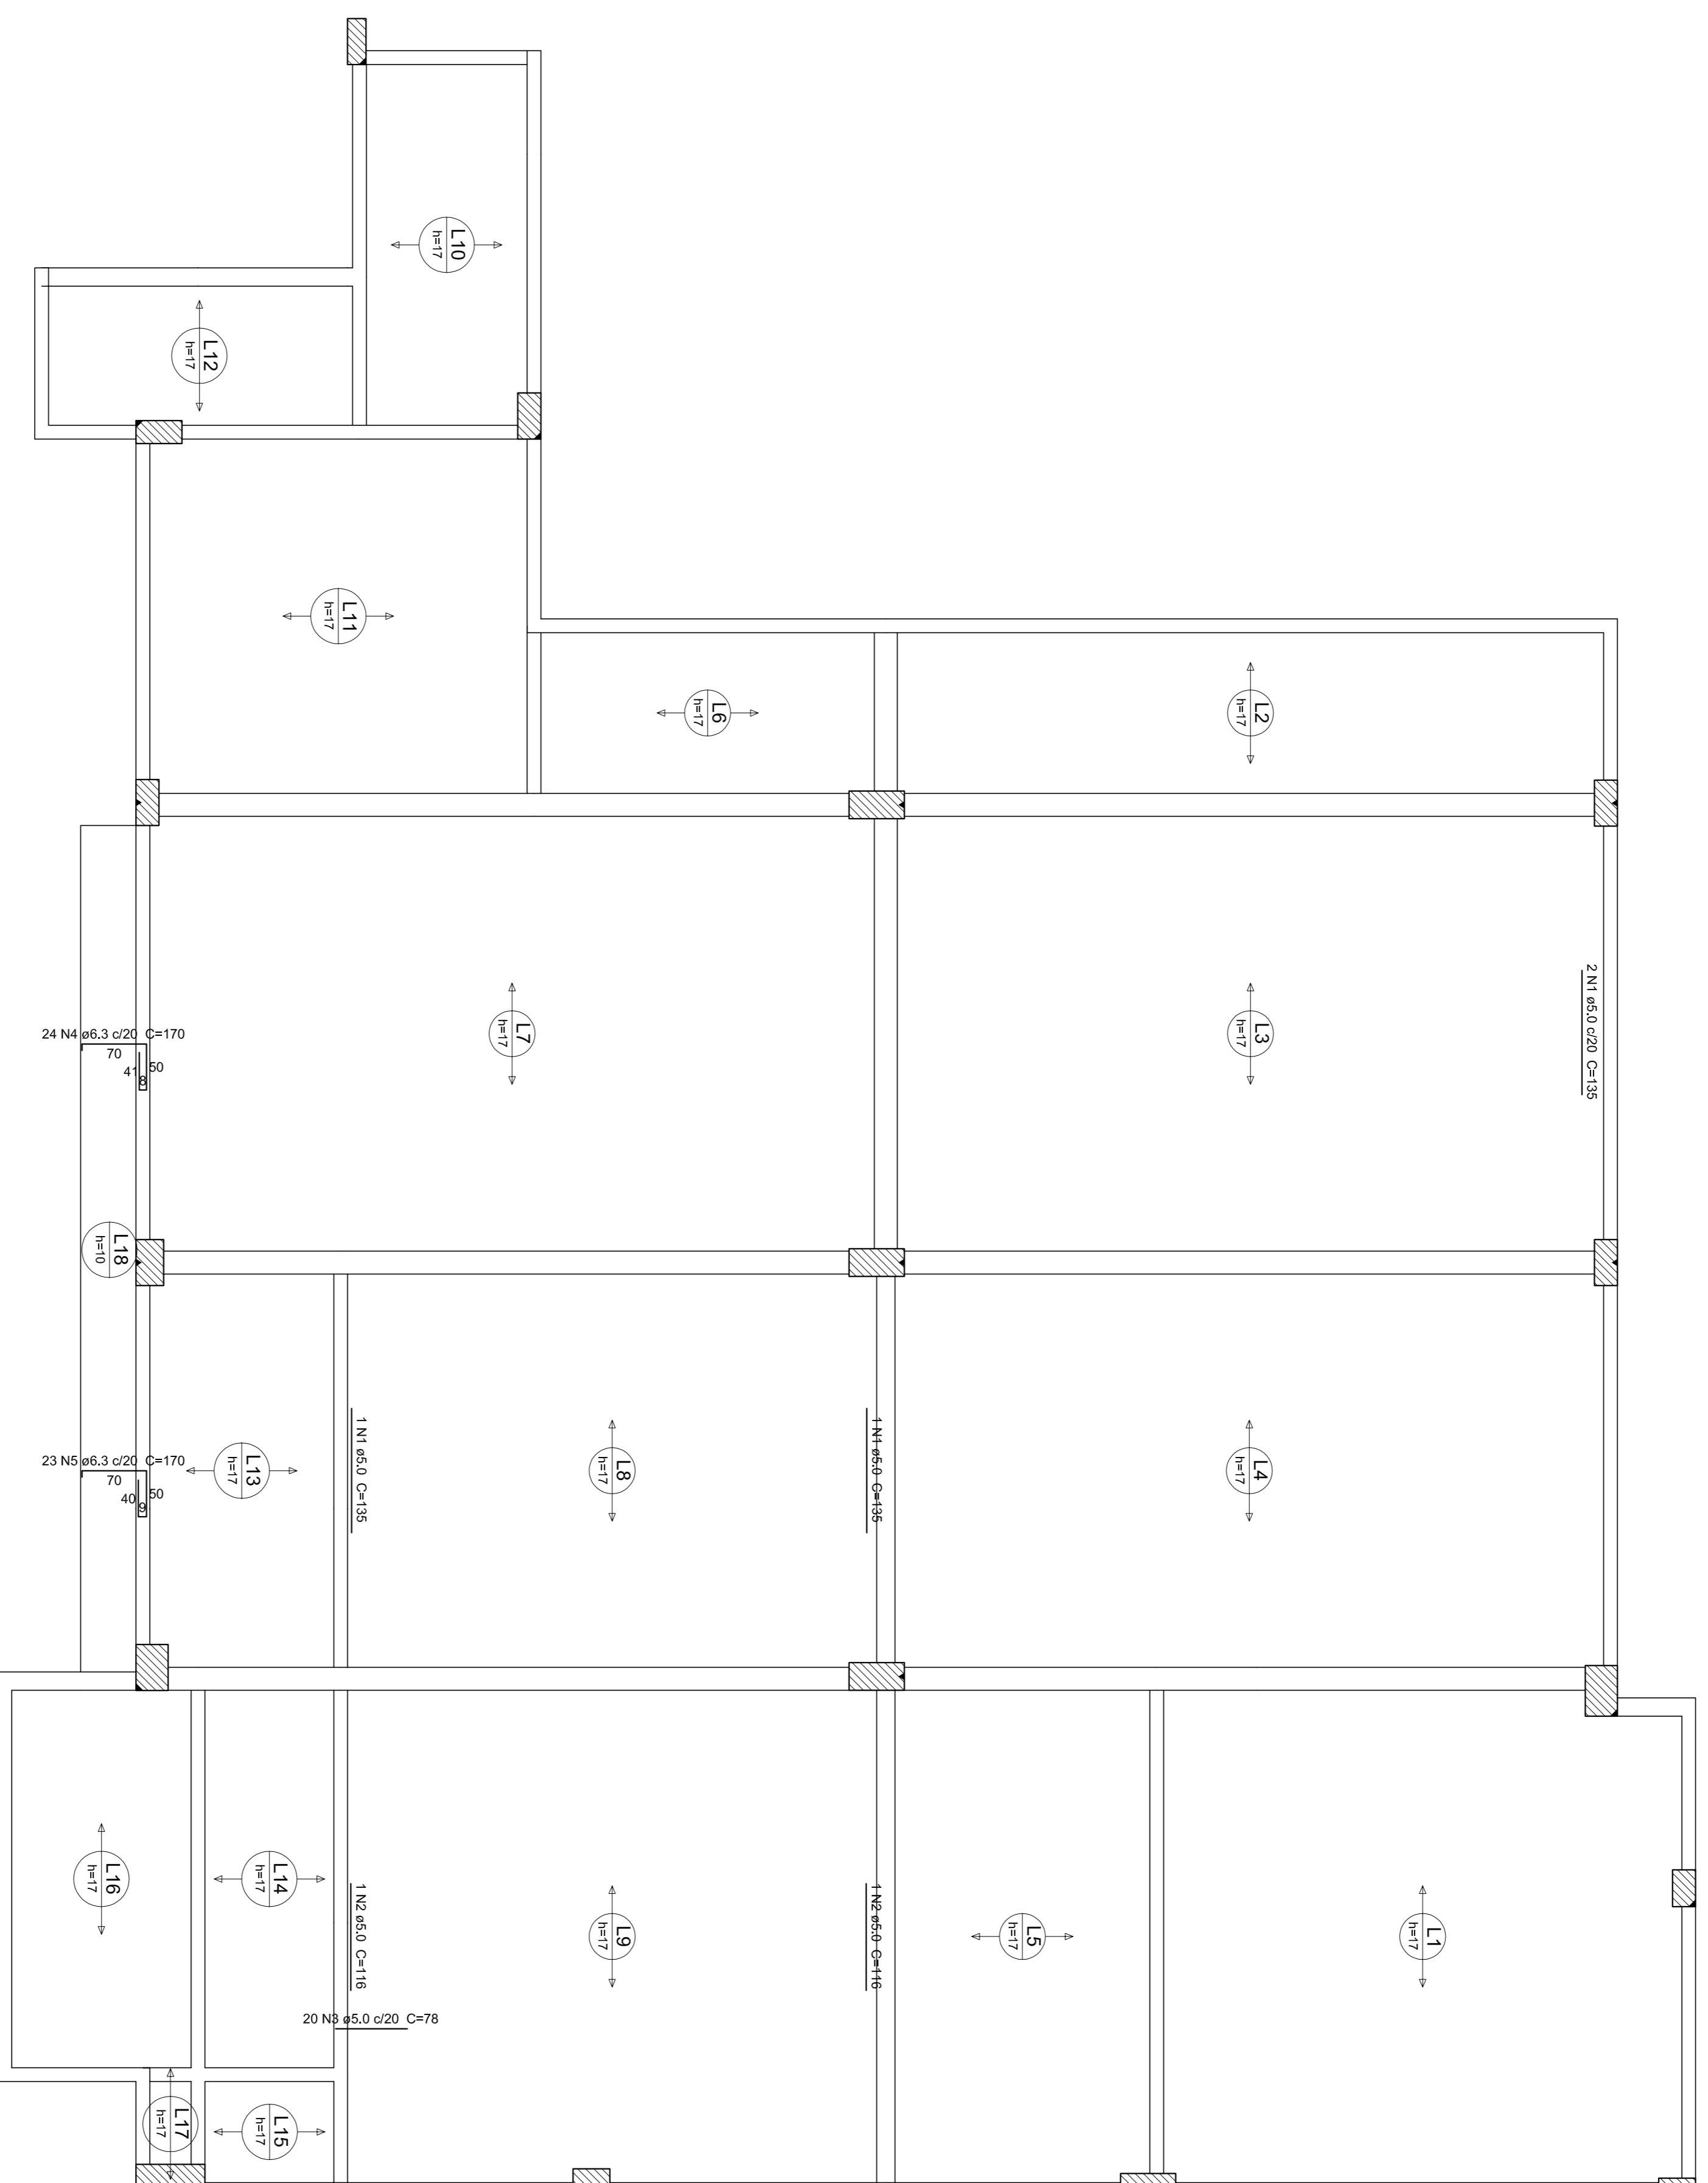 L10
h=17
L12
h=17
L11
h=17
L6
h=17
L2
h=17
2 N1 ø5.0 c/20 C=135
24 N4 ø6.3 c/20 C=170
70
50
41
8
L7
h=17
L3
h=17
L18
h=10
23 N5 ø6.3 c/20 C=170
70
50
40
9
L13
h=17
1 N1 ø5.0 C=135
L8
h=17
1 N1 ø5.0 C=135
L4
h=17
L16
h=17
L14
h=17
1 N2 ø5.0 C=116
L9
h=17
1 N2 ø5.0 C=116
L5
h=17
L1
h=17
20 N3 ø5.0 c/20 C=78
L17
h=17
L15
h=17